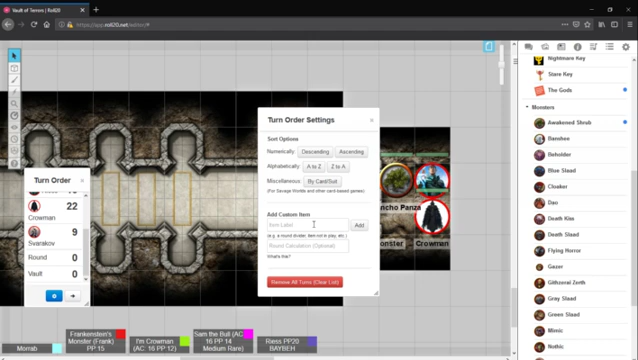 Vault of Terrors | Roll20
https://app.roll20.net/editor/#
Nightmare Key
Stare Key
The Gods
Monsters
Awakened Shrub
Banshee
Beholder
Blue Slaad
Cloaker
Dao
Death Kiss
Death Slaad
Flying Horror
Gazer
Githzerai Zenth
Gray Slaad
Green Slaad
Mimic
Nothic
Turn Order Settings
Sort Options
Numerically: Descending Ascending
Alphabetically: A to Z Z to A
Miscellaneous By Card/Suit
(For Savage Worlds and other card-based games)
Add Custom Item
Item Label Add
(e.g. a round divider, item not in play, etc.)
Round Calculation (Optional)
What's this?
Remove All Turns (Clear List)
Turn Order
22
Crowman
9
Svarakov
Round 0
Vault 0
ncho Panza
onster
Crowman
Morrab
Frankenstein's
Monster (Frank)
PP:15
I'm Crowman
(AC: 16 PP:12)
Sam the Bull (AC
16 PP 14
Medium Rare)
Riess PP:20
BAYBEH